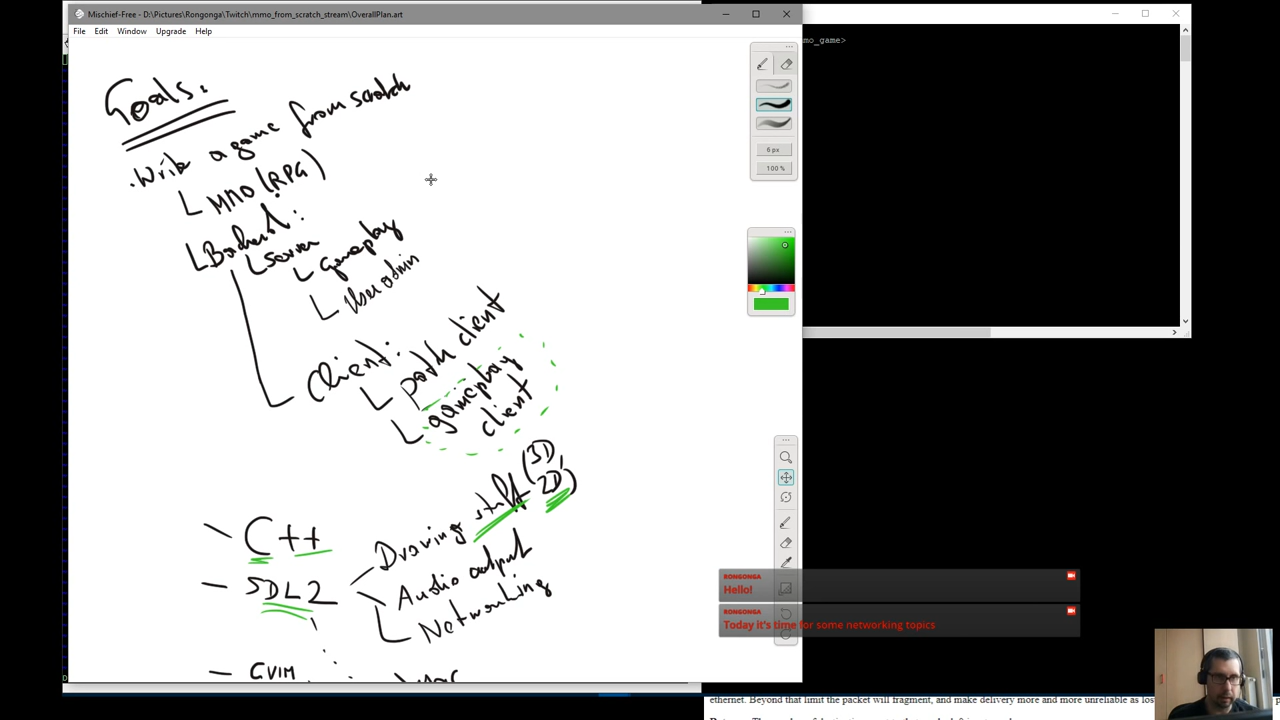 Mischief-Free - D:\Pictures\Rongonga\Twitch\mmo_from_scratch_stream\OverallPlan.art
File Edit Window Upgrade Help
mo_game>
Goals:
. Write a game from scratch
MMO (RPG)
Backend:
Server
gameplay
User admin
Client:
patch client
gameplay
client
6 px
100 %
- C++
Drawing stuff (3D,
2D)
- SDL2
Audio output
Networking
- GVIM
RONGONGA
Hello!
RONGONGA
Today it's time for some networking topics
ethernet. Beyond that limit the packet will fragment, and make delivery more and more unreliable as